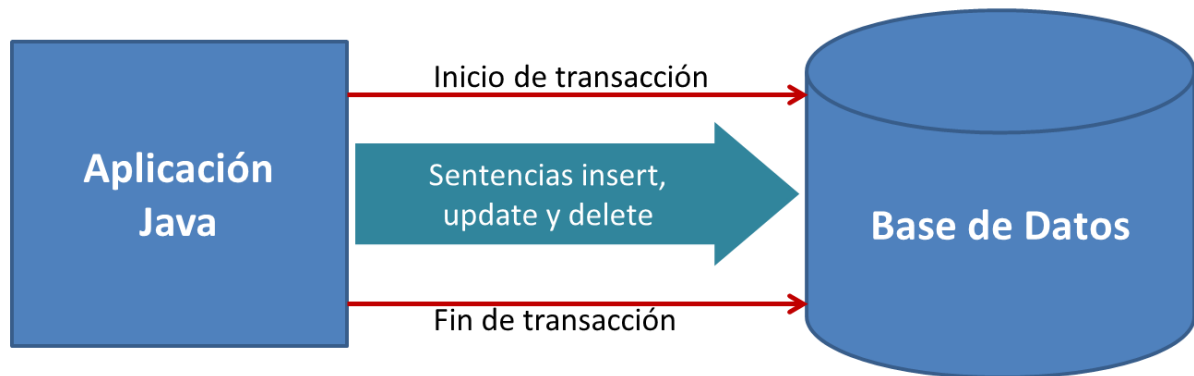 Inicio de transacción
Aplicación
Java
Sentencias insert,
update y delete
Base de Datos
Fin de transacción